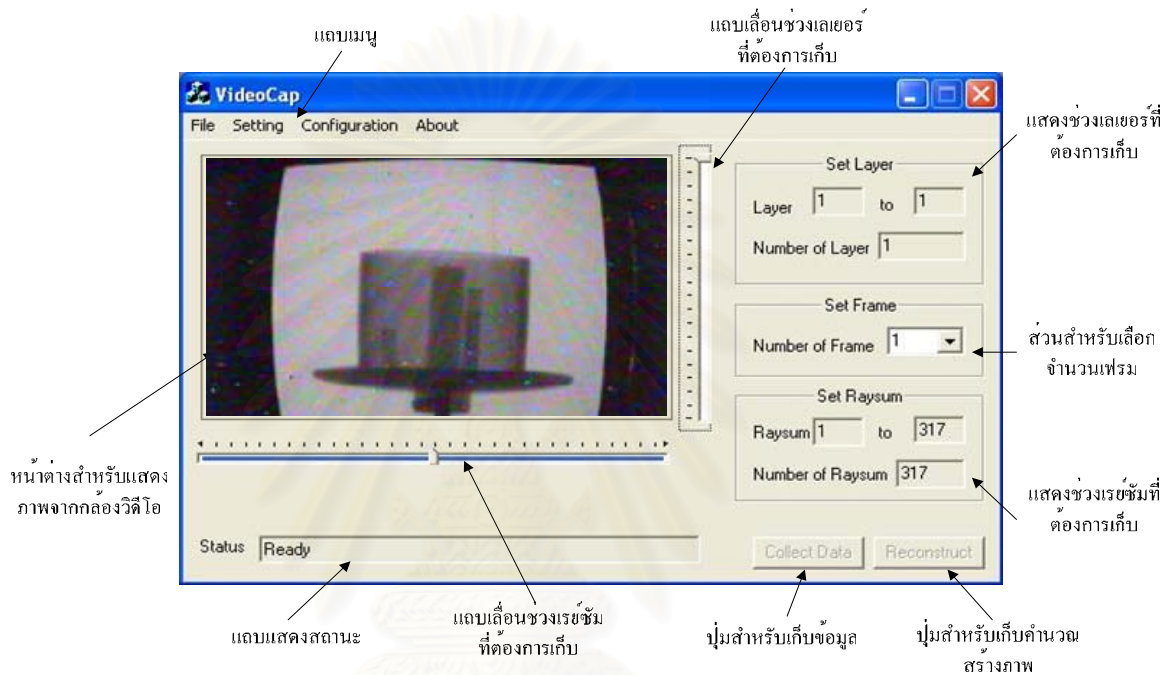 แถบเมนู
แถบเลื่อนช่วงเลเยอร์
ที่ต้องการเก็บ
VideoCap
File Setting Configuration About
แสดงช่วงเลเยอร์ที่
ต้องการเก็บ
Set Layer
Layer 1 to 1
Number of Layer 1
Set Frame
Number of Frame 1
ส่วนสำหรับเลือก
จำนวนเฟรม
Set Raysum
Raysum 1 to 317
Number of Raysum 317
หน้าต่างสำหรับแสดง
ภาพจากกล้องวิดีโอ
แสดงช่วงเรย์ซัมที่
ต้องการเก็บ
Status Ready
Collect Data Reconstruct
แถบแสดงสถานะ
แถบเลื่อนชวงเรย์ซัม
ที่ต้องการเก็บ
ปุ่มสำหรับเก็บข้อมูล
ปุ่มสำหรับเก็บคำนวณ
สร้างภาพ